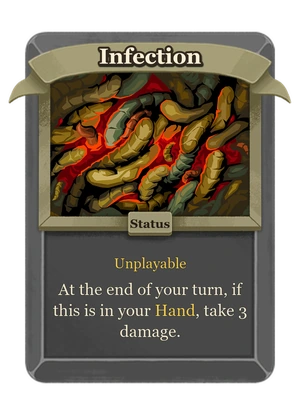 Infection
Status
Unplayable
At the end of your turn, if
this is in your Hand, take 3
damage.